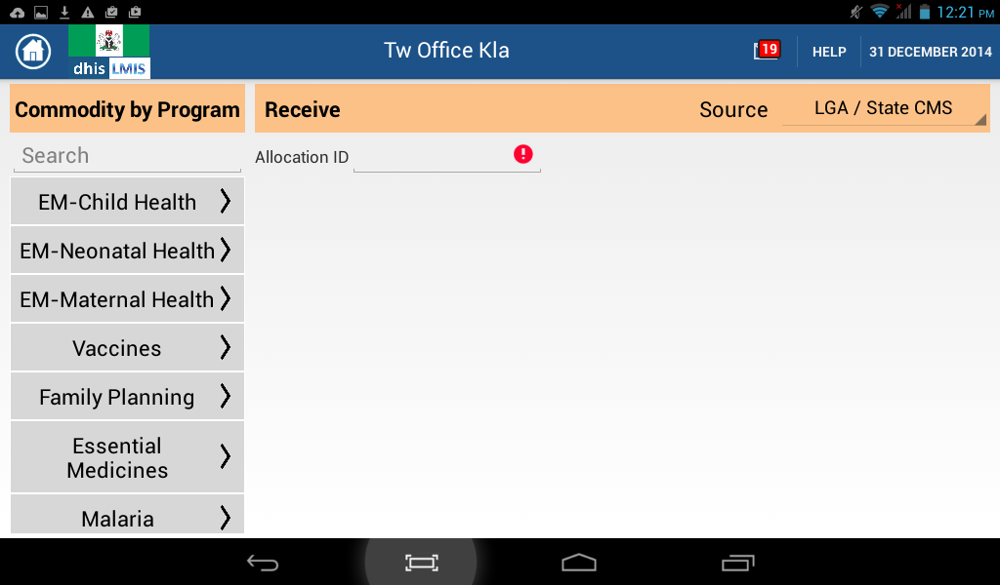 12:21 PM
dhis LMIS
Tw Office Kla
19
HELP
31 DECEMBER 2014
Commodity by Program
Receive
Source
LGA / State CMS
Search
Allocation ID
!
EM-Child Health
EM-Neonatal Health
EM-Maternal Health
Vaccines
Family Planning
Essential
Medicines
Malaria